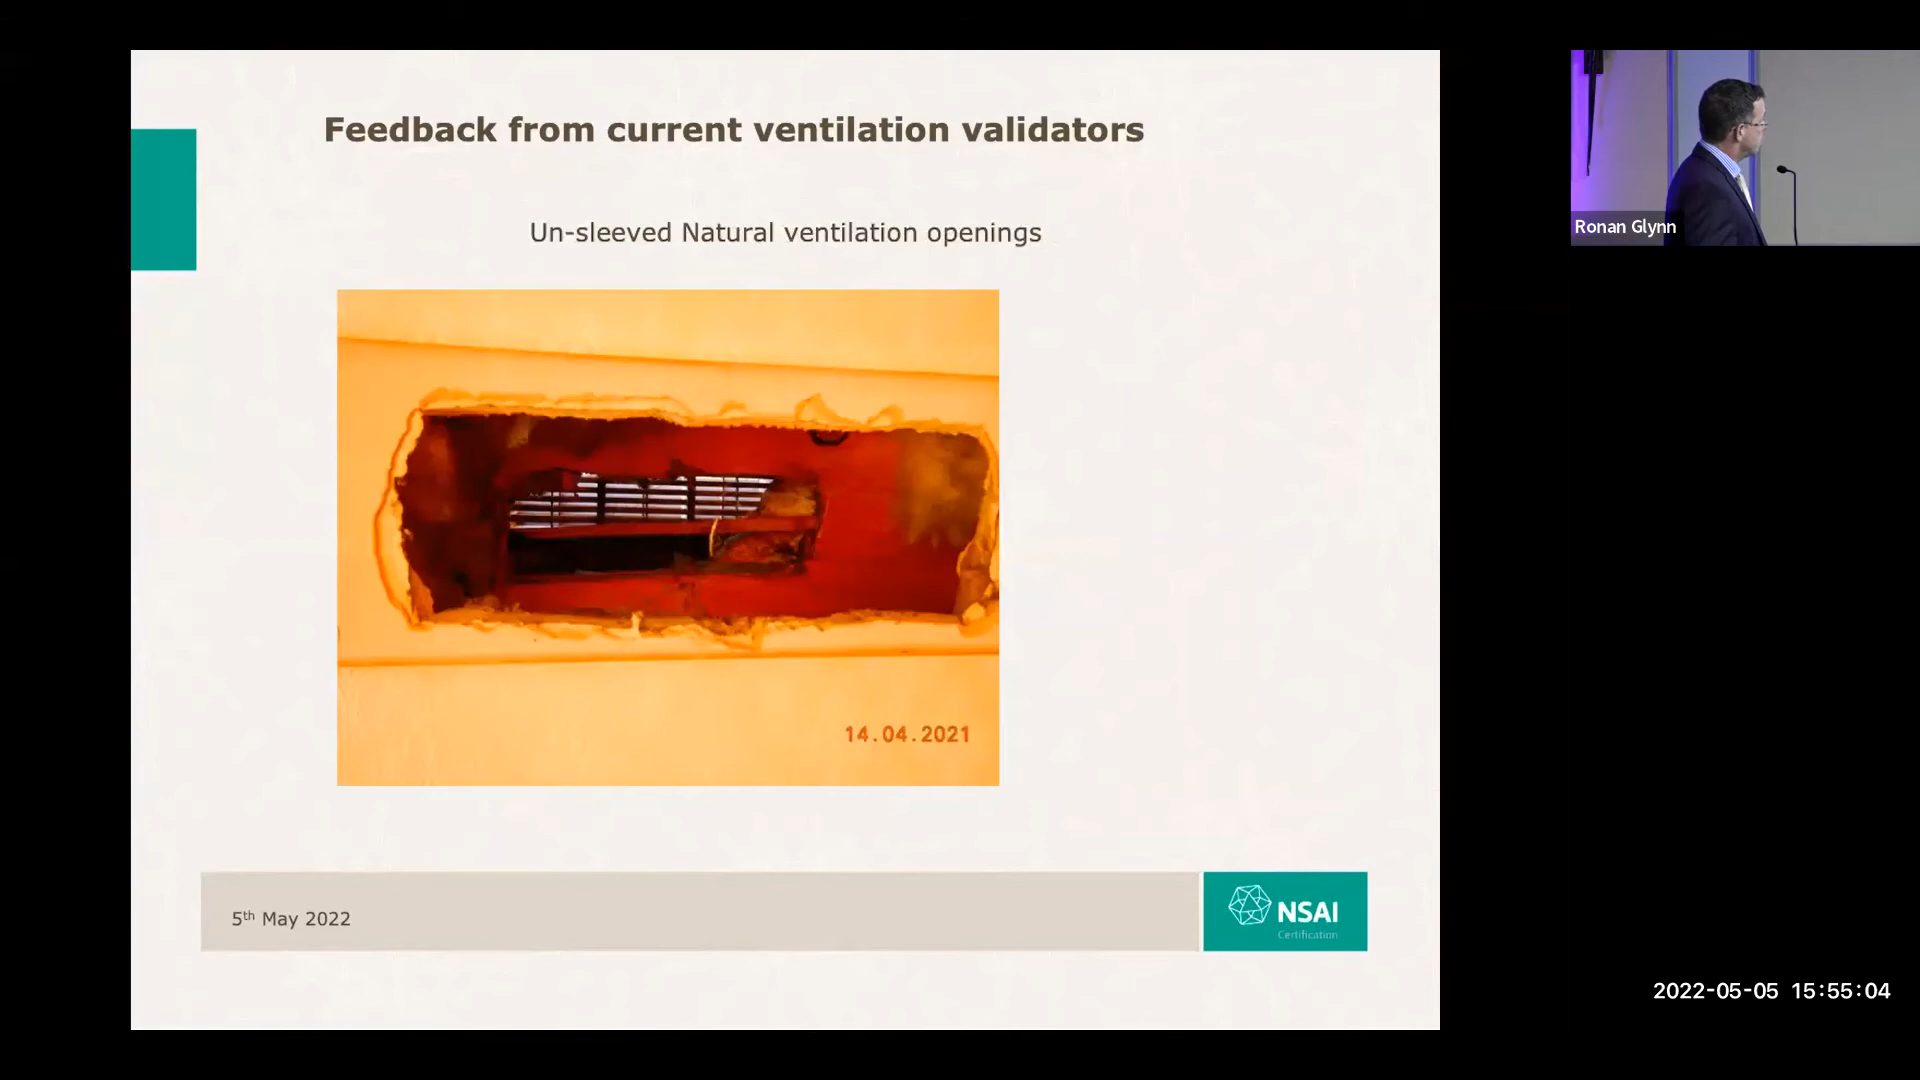 Feedback from current ventilation validators
Un-sleeved Natural ventilation openings
14.04.2021
5th May 2022
NSAI
Certification
Ronan Glynn
2022-05-05 15:55:04